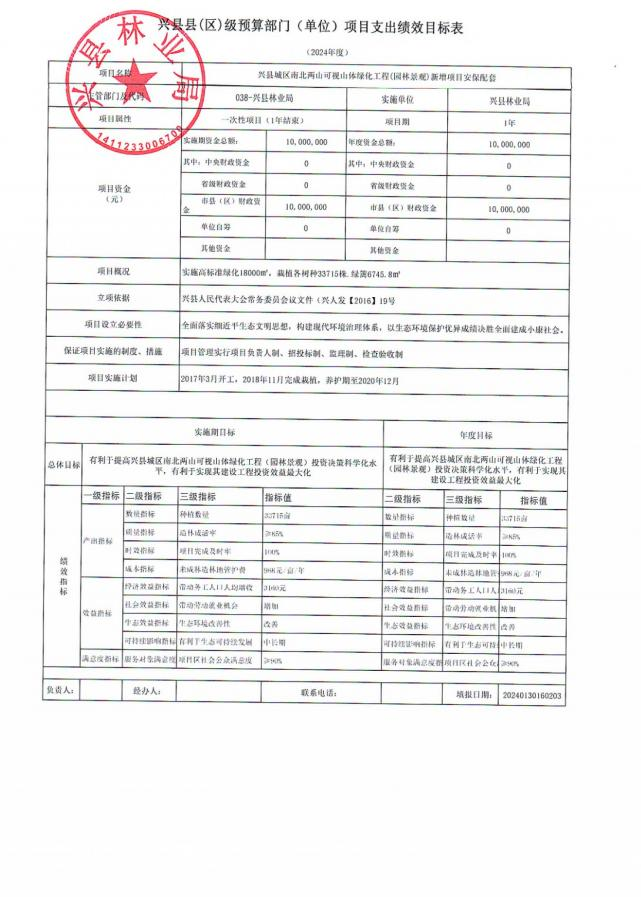 兴县县(区)级预算部门（单位）项目支出绩效目标表
（2024年度）
兴县林业局
1411233006700
项目名称 兴县城区南北两山可视山体绿化工程(园林景观)新增项目安保配套
主管部门及代码 038-兴县林业局 实施单位 兴县林业局
项目属性 一次性项目（1年结束） 项目期 1年
项目资金（元） 实施期资金总额： 10,000,000 年度资金总额： 10,000,000
其中：中央财政资金 0 其中：中央财政资金 0
省级财政资金 0 省级财政资金 0
市县（区）财政资金 10,000,000 市县（区）财政资金 10,000,000
单位自筹 0 单位自筹 0
其他资金 其他资金
项目概况 实施高标准绿化18000m²，栽植各树种33715株.绿篱6745.8㎡
立项依据 兴县人民代表大会常务委员会会议文件（兴人发【2016】19号
项目设立必要性 全面落实细近平生态文明思想，构建现代环境治理体系，以生态环境保护优异成绩决胜全面建成小康社会。
保证项目实施的制度、措施 项目管理实行项目负责人制、招投标制、监理制、检查验收制
项目实施计划 2017年3月开工，2018年11月完成栽植，养护期至2020年12月
实施期目标 年度目标
总体目标 有利于提高兴县城区南北两山可视山体绿化工程（园林景观）投资决策科学化水平，有利于实现其建设工程投资效益最大化 有利于提高兴县城区南北两山可视山体绿化工程（园林景观）投资决策科学化水平，有利于实现其建设工程投资效益最大化
绩效指标 一级指标 二级指标 三级指标 指标值 二级指标 三级指标 指标值
产出指标 数量指标 种植数量 33715亩 数量指标 种植数量 33715亩
质量指标 造林成活率 ≥85% 质量指标 造林成活率 ≥85%
时效指标 项目完成及时率 100% 时效指标 项目完成及时率 100%
成本指标 未成林造林地管护费 968元/亩/年 成本指标 未成林造林地管 968元/亩/年
效益指标 经济效益指标 带动务工人口人均增收 3160元 经济效益指标 带动务工人口人 3160元
社会效益指标 带动劳动就业机会 增加 社会效益指标 带动劳动就业机 增加
生态效益指标 生态环境改善性 改善 生态效益指标 生态环境改善性 改善
可持续影响指标 有利于生态可持续发展 中长期 可持续影响指标 有利于生态可持 中长期
满意度指标 服务对象满意度 项目区社会公众满意度 ≥90% 服务对象满意度指 项目区社会公众 ≥90%
负责人： 经办人： 联系电话： 填报日期： 20240130160203